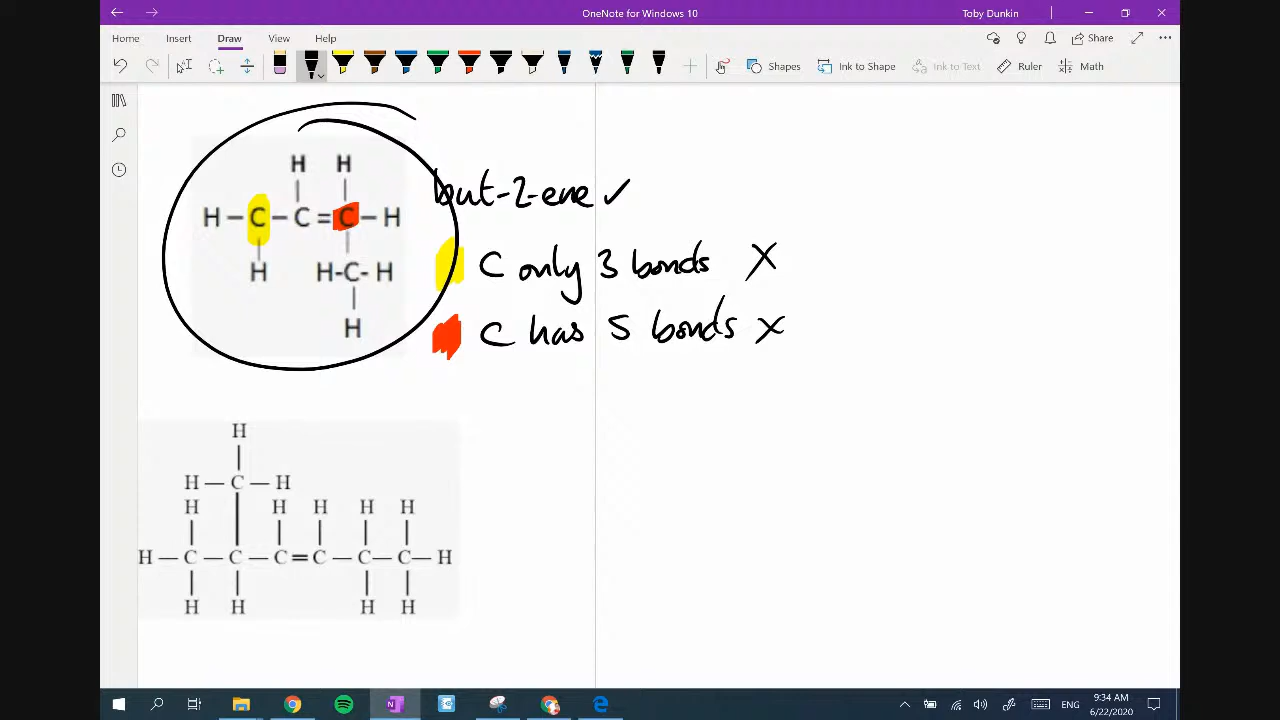 OneNote for Windows 10
Toby Dunkin
Home Insert Draw View Help
Share
Shapes Ink to Shape Ink to Text Ruler Math
H H
H – C – C = C – H
H H-C- H
H
but-2-ene ✓
C only 3 bonds X
C has 5 bonds X
H
H — C — H
H H H H H
H — C — C — C = C — C — C — H
H H H H
ENG
9:34 AM
6/22/2020